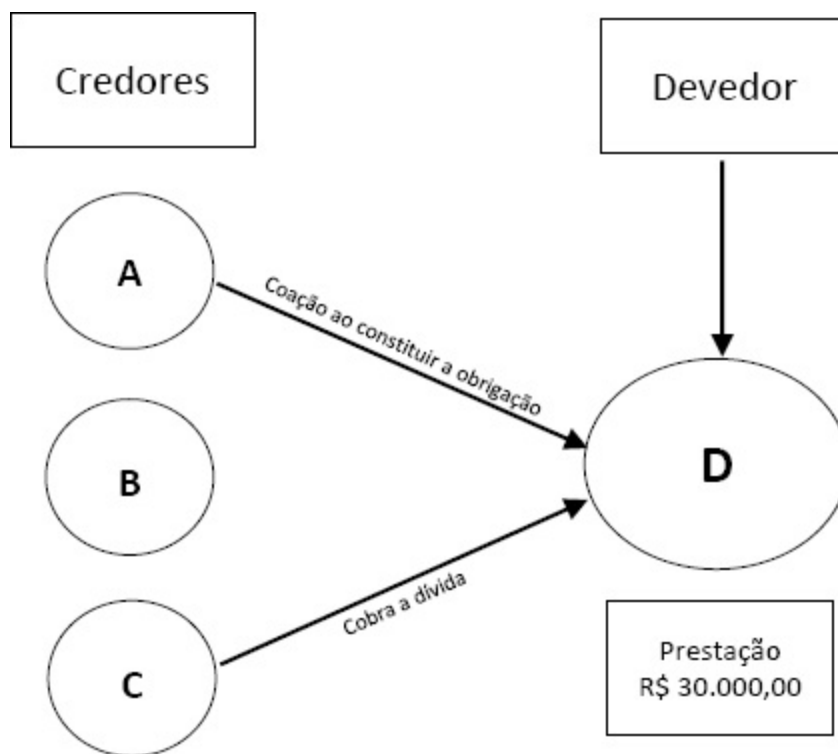 Credores
Devedor
A
Coação ao constituir a obrigação
B
D
Cobra a dívida
C
Prestação
R$ 30.000,00